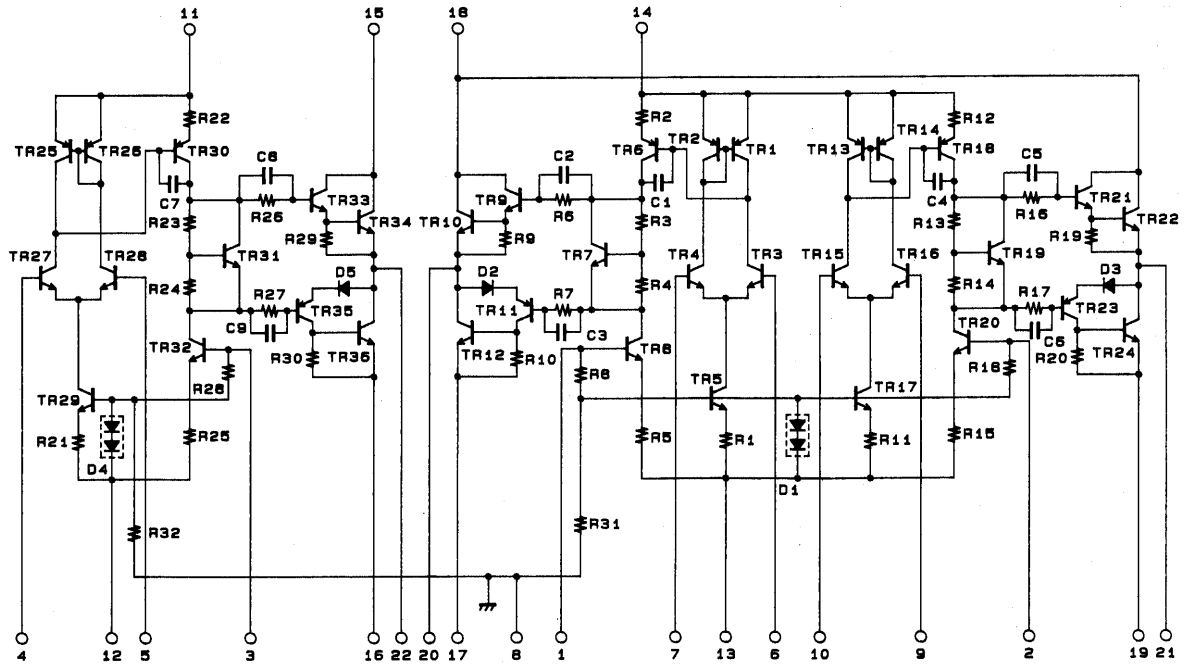 11 15 18 14
R22 R2 R12
TR25 TR26 TR30 TR6 TR2 TR1 TR13 TR14 TR18
C8 C2 C5
C7 C1 C4
R23 R26 TR33 TR34 TR10 TR9 R6 R3 R13 R16 TR21 TR22
R29 R9 R19
TR27 TR28 TR31 TR7 TR4 TR3 TR15 TR16 TR19
R24 D5 D2 R4 R14 D3
R27 TR35 TR11 R7 R17 TR23
C9 C3 TR20 C6
TR32 R30 TR36 TR12 R10 TR8 R20 TR24
R28 R8 TR5 TR17 R18
TR29
R21 R25 R5 R1 R11 R15
D4 D1
R32 R31
4 12 5 3 16 22 20 17 8 1 7 13 6 10 9 2 19 21